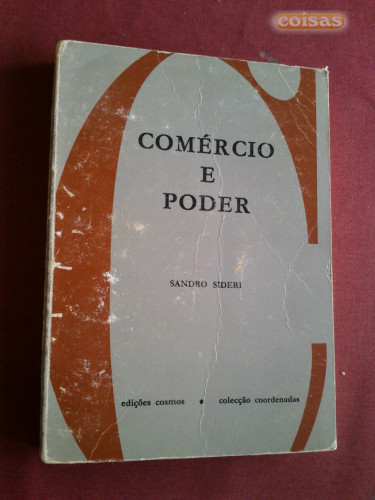 coisas
COMÉRCIO
E
PODER
SANDRO SIDERI
edições cosmos • colecção coordenadas